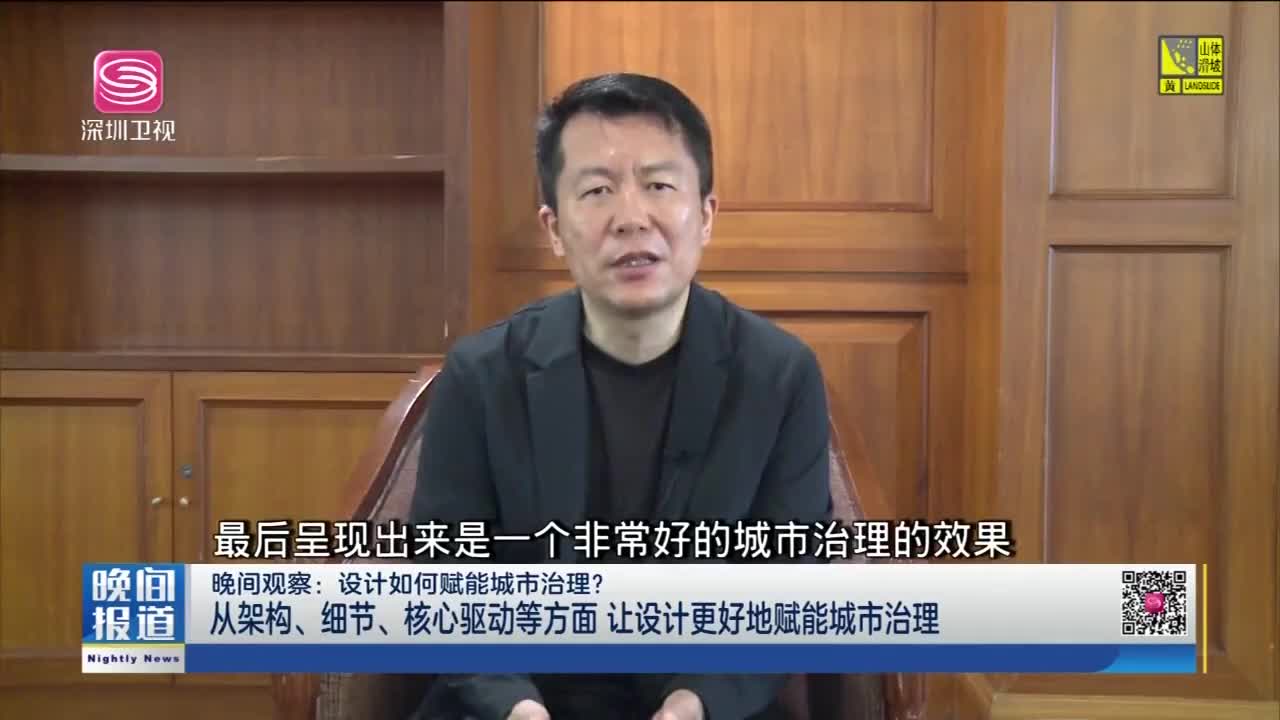 深圳卫视
山体
滑坡
黄 LANDSLIDE
最后呈现出来是一个非常好的城市治理的效果
晚间
报道
Nightly News
晚间观察：设计如何赋能城市治理？
从架构、细节、核心驱动等方面 让设计更好地赋能城市治理